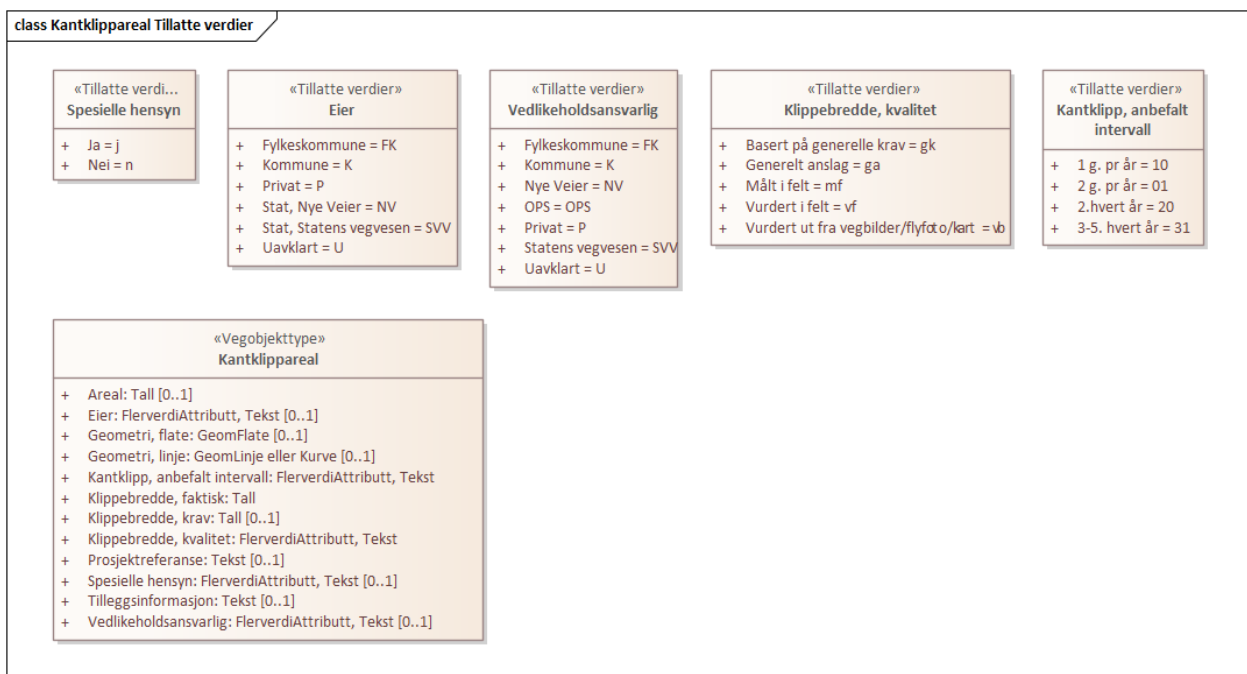 class Kantklippareal Tillatte verdier
«Tillatte verdi...
Spesielle hensyn
+ Ja = j
+ Nei = n
«Tillatte verdier»
Eier
+ Fylkeskommune = FK
+ Kommune = K
+ Privat = P
+ Stat, Nye Veier = NV
+ Stat, Statens vegvesen = SVV
+ Uavklart = U
«Tillatte verdier»
Vedlikeholdsansvarlig
+ Fylkeskommune = FK
+ Kommune = K
+ Nye Veier = NV
+ OPS = OPS
+ Privat = P
+ Statens vegvesen = SVV
+ Uavklart = U
«Tillatte verdier»
Klippebredde, kvalitet
+ Basert på generelle krav = gk
+ Generelt anslag = ga
+ Målt i felt = mf
+ Vurdert i felt = vf
+ Vurdert ut fra vegbilder/flyfoto/kart = vb
«Tillatte verdier»
Kantklipp, anbefalt
intervall
+ 1 g. pr år = 10
+ 2 g. pr år = 01
+ 2.hvert år = 20
+ 3-5. hvert år = 31
«Vegobjekttype»
Kantklippareal
+ Areal: Tall [0..1]
+ Eier: FlerverdiAttributt, Tekst [0..1]
+ Geometri, flate: GeomFlate [0..1]
+ Geometri, linje: GeomLinje eller Kurve [0..1]
+ Kantklipp, anbefalt intervall: FlerverdiAttributt, Tekst
+ Klippebredde, faktisk: Tall
+ Klippebredde, krav: Tall [0..1]
+ Klippebredde, kvalitet: FlerverdiAttributt, Tekst
+ Prosjektreferanse: Tekst [0..1]
+ Spesielle hensyn: FlerverdiAttributt, Tekst [0..1]
+ Tilleggsinformasjon: Tekst [0..1]
+ Vedlikeholdsansvarlig: FlerverdiAttributt, Tekst [0..1]